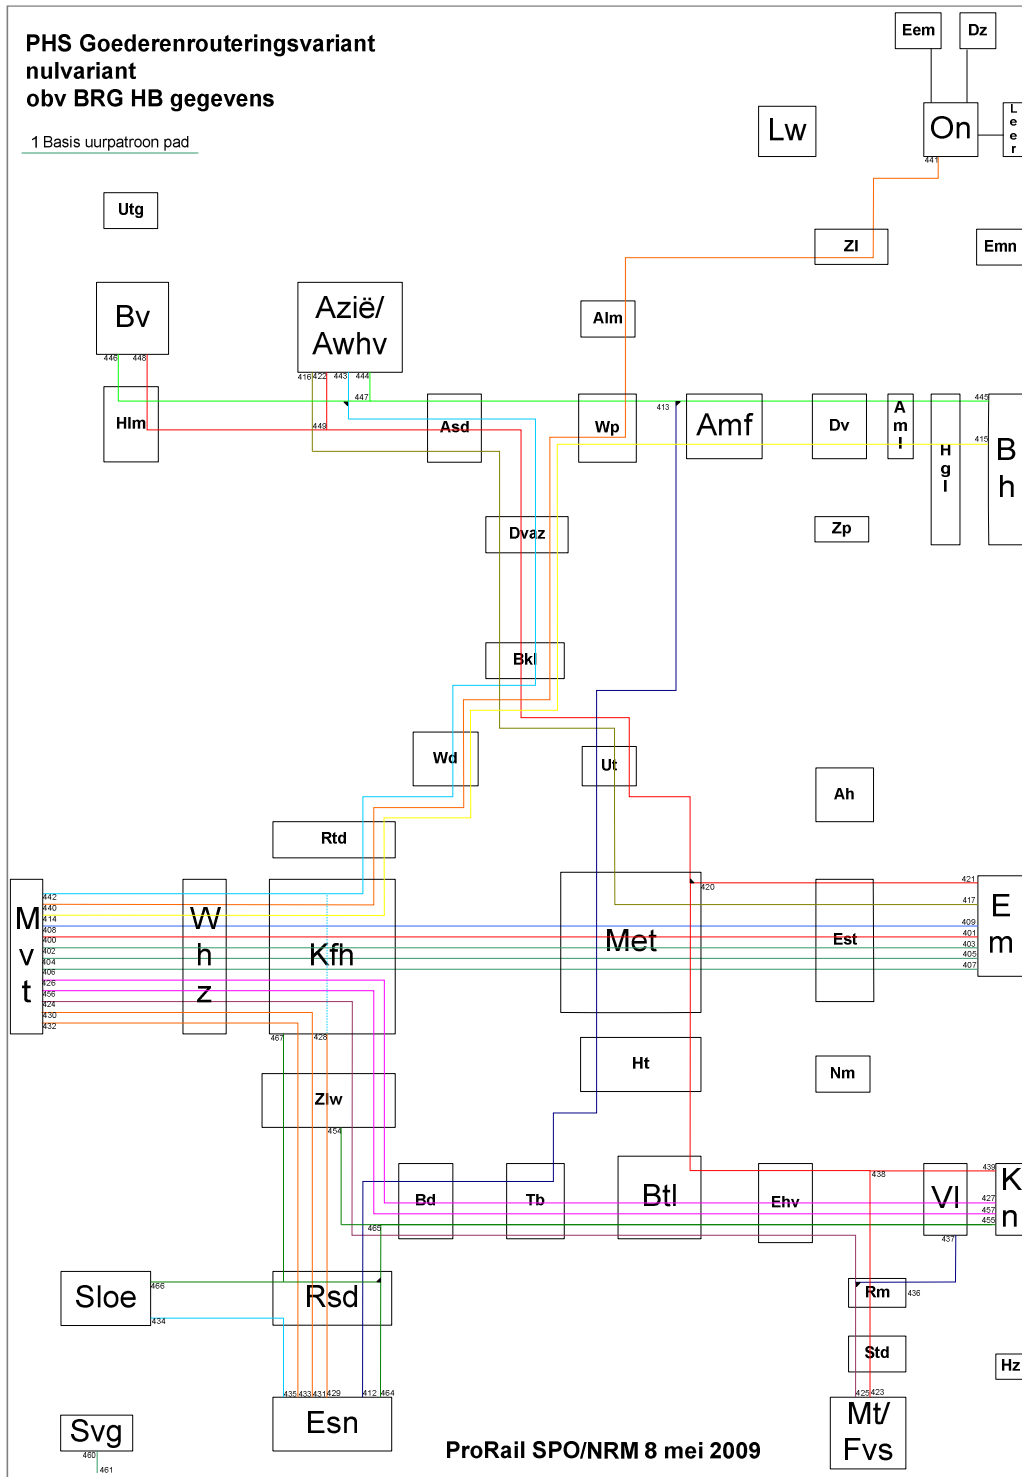 PHS Goederenrouteringsvariant
nulvariant
obv BRG HB gegevens
1 Basis uurpatroon pad
Eem
Dz
Lw
On
Leer
441
Utg
Zl
Emn
Bv
Azië/
Awhv
Alm
446
448
416
422
443
444
447
413
445
Hlm
449
Asd
Wp
Amf
Dv
Aml
Hgl
415
Bh
Dvaz
Zp
Bkl
Wd
Ut
Ah
Rtd
Mvt
442
440
414
408
400
402
404
406
426
456
424
430
432
Whz
Kfh
Met
420
Est
421
417
409
401
403
405
407
Em
467
428
Zlw
Ht
Nm
454
Bd
Tb
Btl
Ehv
438
Vl
439
427
457
455
Kn
465
437
Sloe
466
434
Rsd
Rm
436
Std
Hz
435
433
431
429
412
464
425
423
Esn
Mt/
Fvs
Svg
460
461
ProRail SPO/NRM 8 mei 2009